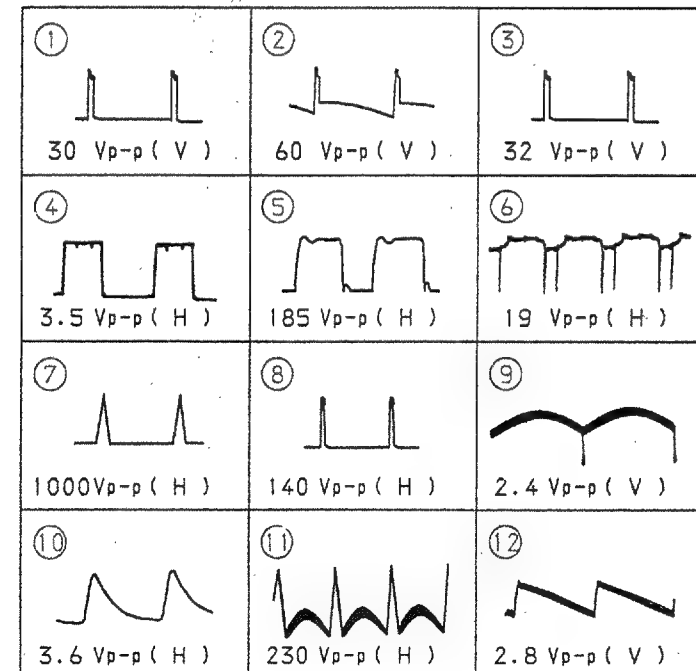 ① ② ③
30 Vp-p ( V ) 60 Vp-p ( V ) 32 Vp-p ( V )
④ ⑤ ⑥
3.5 Vp-p ( H ) 185 Vp-p ( H ) 19 Vp-p ( H )
⑦ ⑧ ⑨
1000Vp-p ( H ) 140 Vp-p ( H ) 2.4 Vp-p ( V )
⑩ ⑪ ⑫
3.6 Vp-p ( H ) 230 Vp-p ( H ) 2.8 Vp-p ( V )